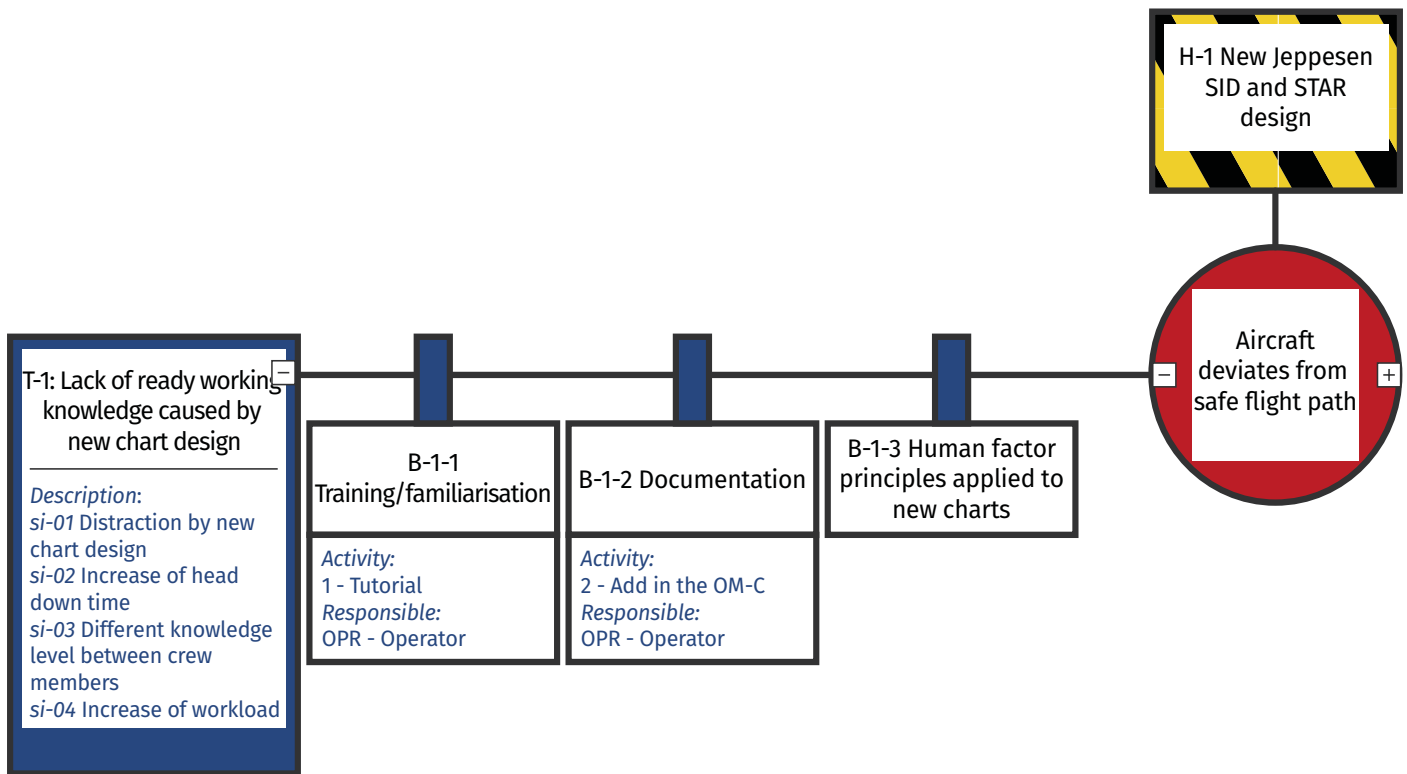 H-1 New Jeppesen
SID and STAR
design
Aircraft
deviates from
safe flight path
−
+
T-1: Lack of ready working
knowledge caused by
new chart design
−
Description:
si-01 Distraction by new
chart design
si-02 Increase of head
down time
si-03 Different knowledge
level between crew
members
si-04 Increase of workload
B-1-1
Training/familiarisation
Activity:
1 - Tutorial
Responsible:
OPR - Operator
B-1-2 Documentation
Activity:
2 - Add in the OM-C
Responsible:
OPR - Operator
B-1-3 Human factor
principles applied to
new charts